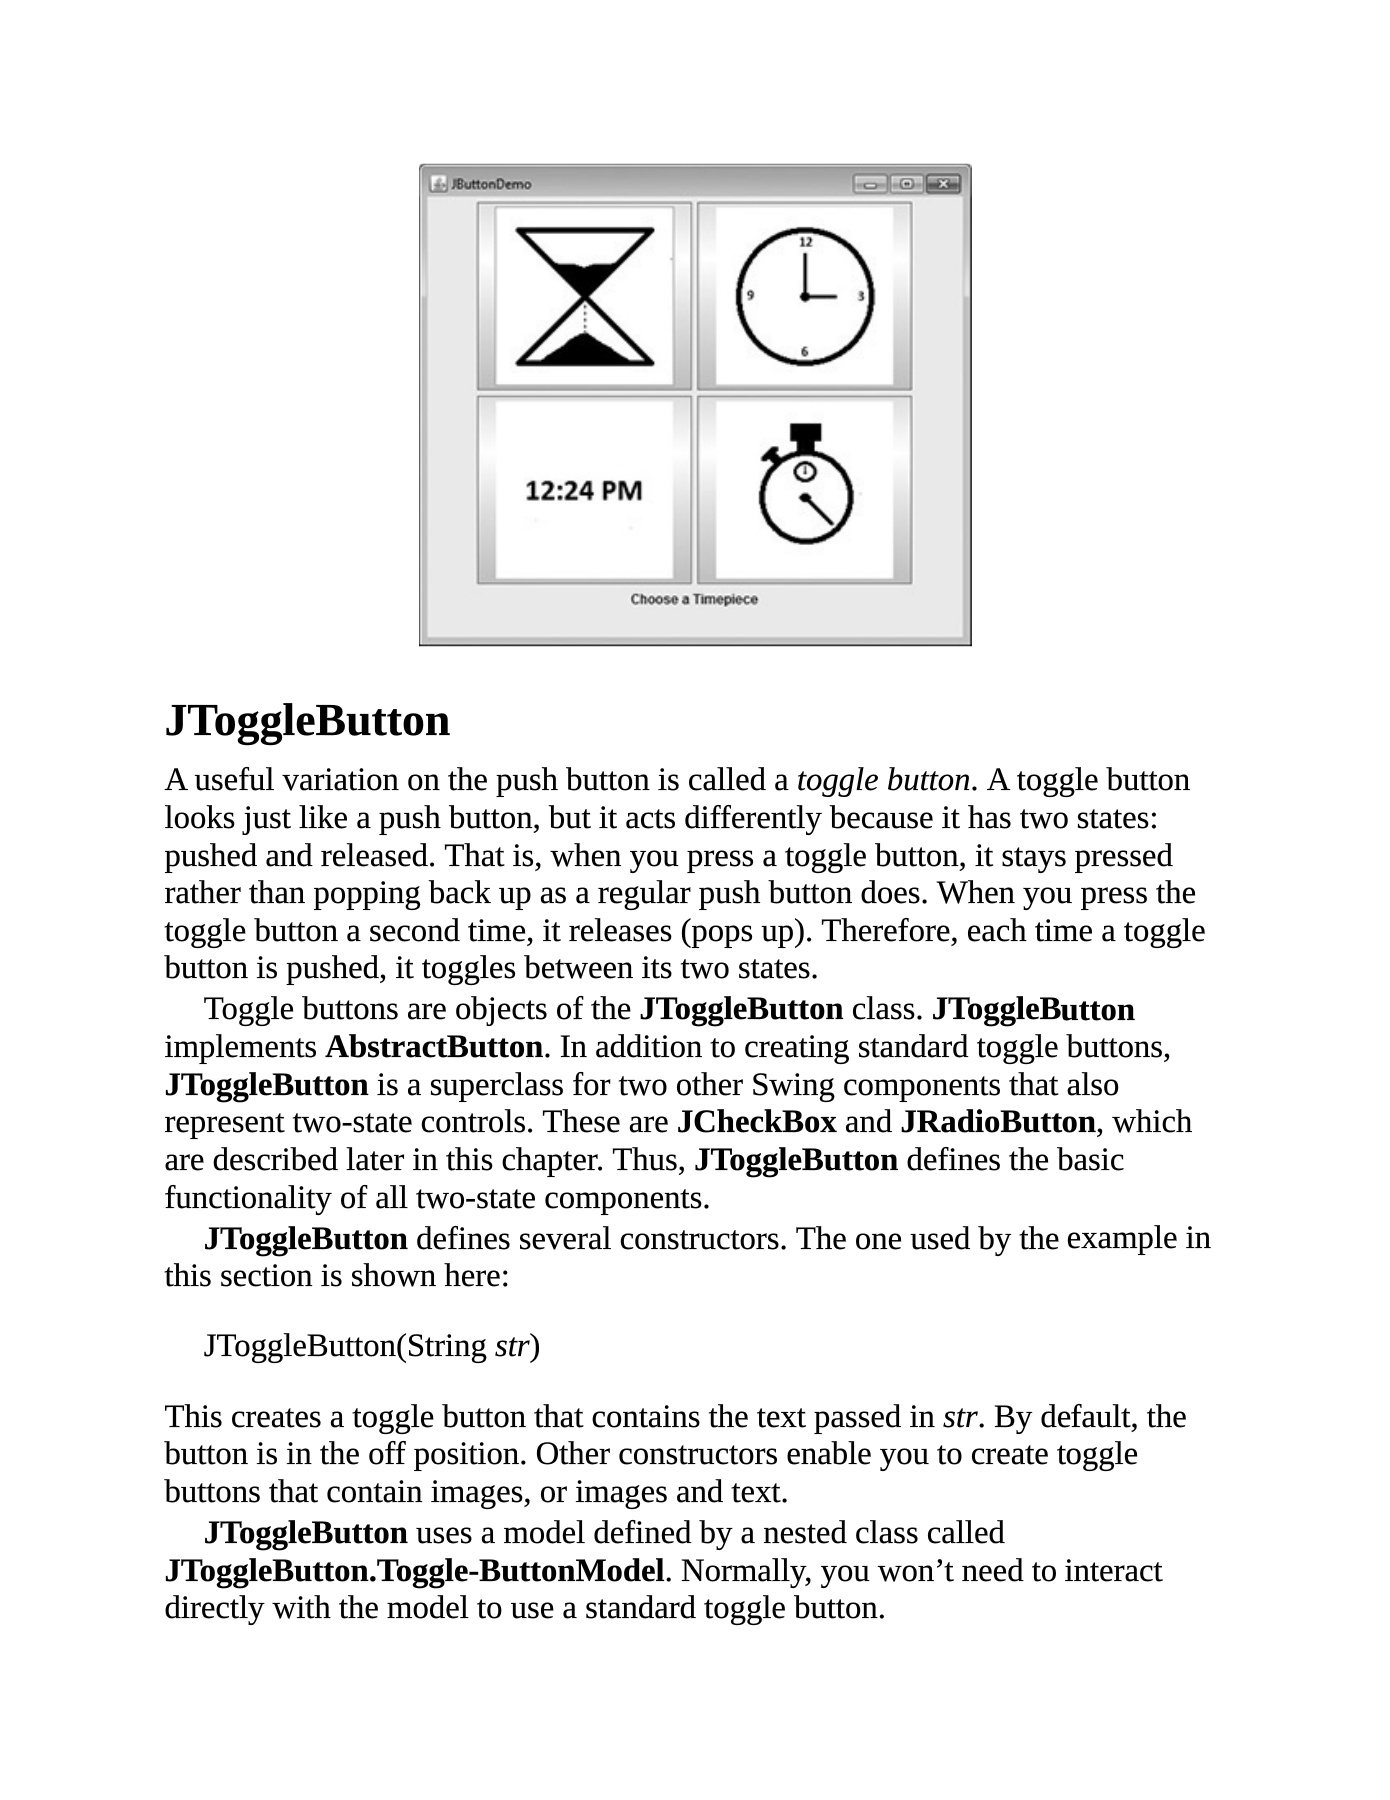 JButtonDemo
12
9
3
6
12:24 PM
Choose a Timepiece
JToggleButton
A useful variation on the push button is called a toggle button. A toggle button
looks just like a push button, but it acts differently because it has two states:
pushed and released. That is, when you press a toggle button, it stays pressed
rather than popping back up as a regular push button does. When you press the
toggle button a second time, it releases (pops up). Therefore, each time a toggle
button is pushed, it toggles between its two states.
Toggle buttons are objects of the JToggleButton class. JToggleButton
implements AbstractButton. In addition to creating standard toggle buttons,
JToggleButton is a superclass for two other Swing components that also
represent two-state controls. These are JCheckBox and JRadioButton, which
are described later in this chapter. Thus, JToggleButton defines the basic
functionality of all two-state components.
JToggleButton defines several constructors. The one used by the example in
this section is shown here:
JToggleButton(String str)
This creates a toggle button that contains the text passed in str. By default, the
button is in the off position. Other constructors enable you to create toggle
buttons that contain images, or images and text.
JToggleButton uses a model defined by a nested class called
JToggleButton.Toggle-ButtonModel. Normally, you won’t need to interact
directly with the model to use a standard toggle button.